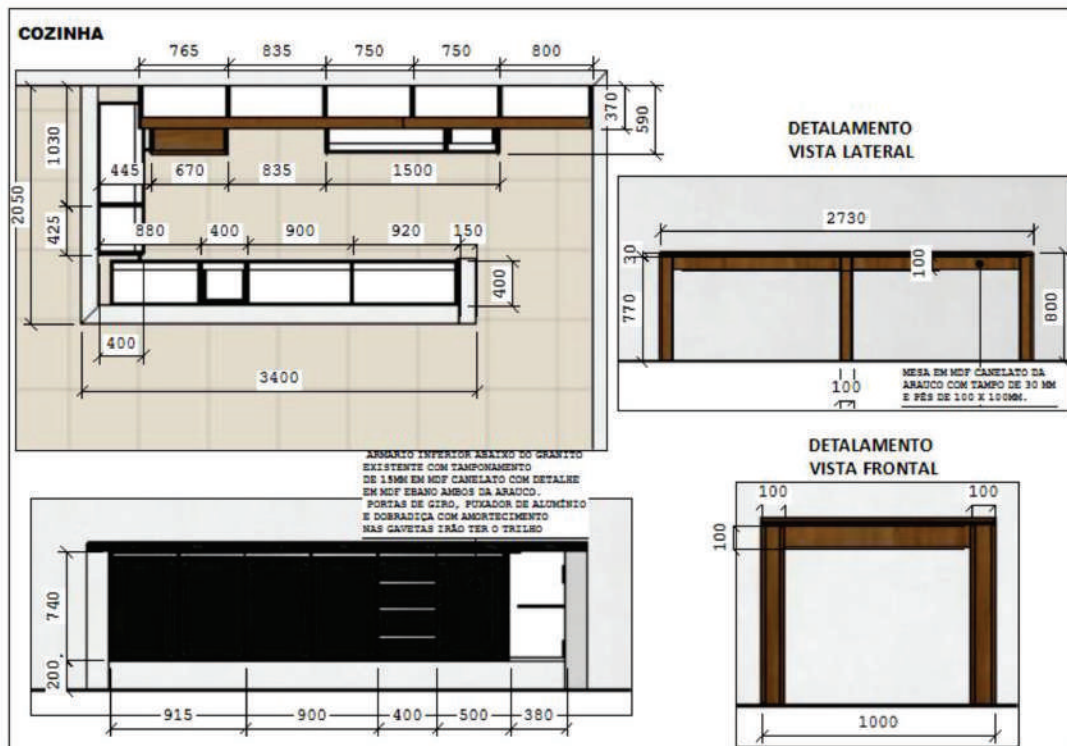 COZINHA
765 835 750 750 800
370
590
1030
445 670 835 1500
2050
425
880 400 900 920 150
400
400
3400
DETALAMENTO
VISTA LATERAL
2730
30
100
770
800
100
MESA EM MDF CANELATO DA
ARAUCO COM TAMPO DE 30 MM
E PÉS DE 100 X 100MM.
ARMARIO INFERIOR ABAIXO DO GRANITO
EXISTENTE COM TAMPONAMENTO
DE 15MM EM MDF CANELATO COM DETALHE
EM MDF EBANO AMBOS DA ARAUCO.
PORTAS DE GIRO, PUXADOR DE ALUMÍNIO
E DOBRADIÇA COM AMORTECIMENTO
NAS GAVETAS IRÃO TER O TRILHO
740
200
915 900 400 500 380
DETALAMENTO
VISTA FRONTAL
100 100
100
1000